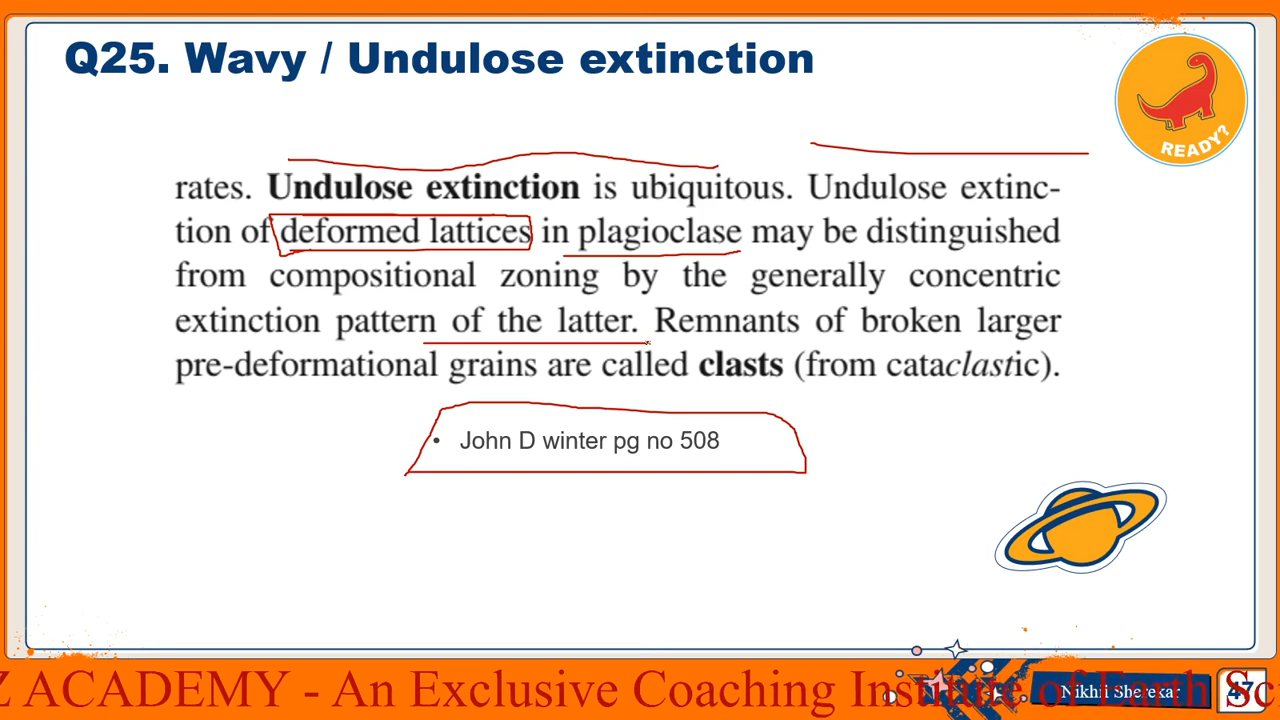 Q25. Wavy / Undulose extinction
READY?
rates. Undulose extinction is ubiquitous. Undulose extinc-
tion of deformed lattices in plagioclase may be distinguished
from compositional zoning by the generally concentric
extinction pattern of the latter. Remnants of broken larger
pre-deformational grains are called clasts (from cataclastic).
• John D winter pg no 508
Z ACADEMY - An Exclusive Coaching Institute of Earth Sc
Nikhil Sherekar
47